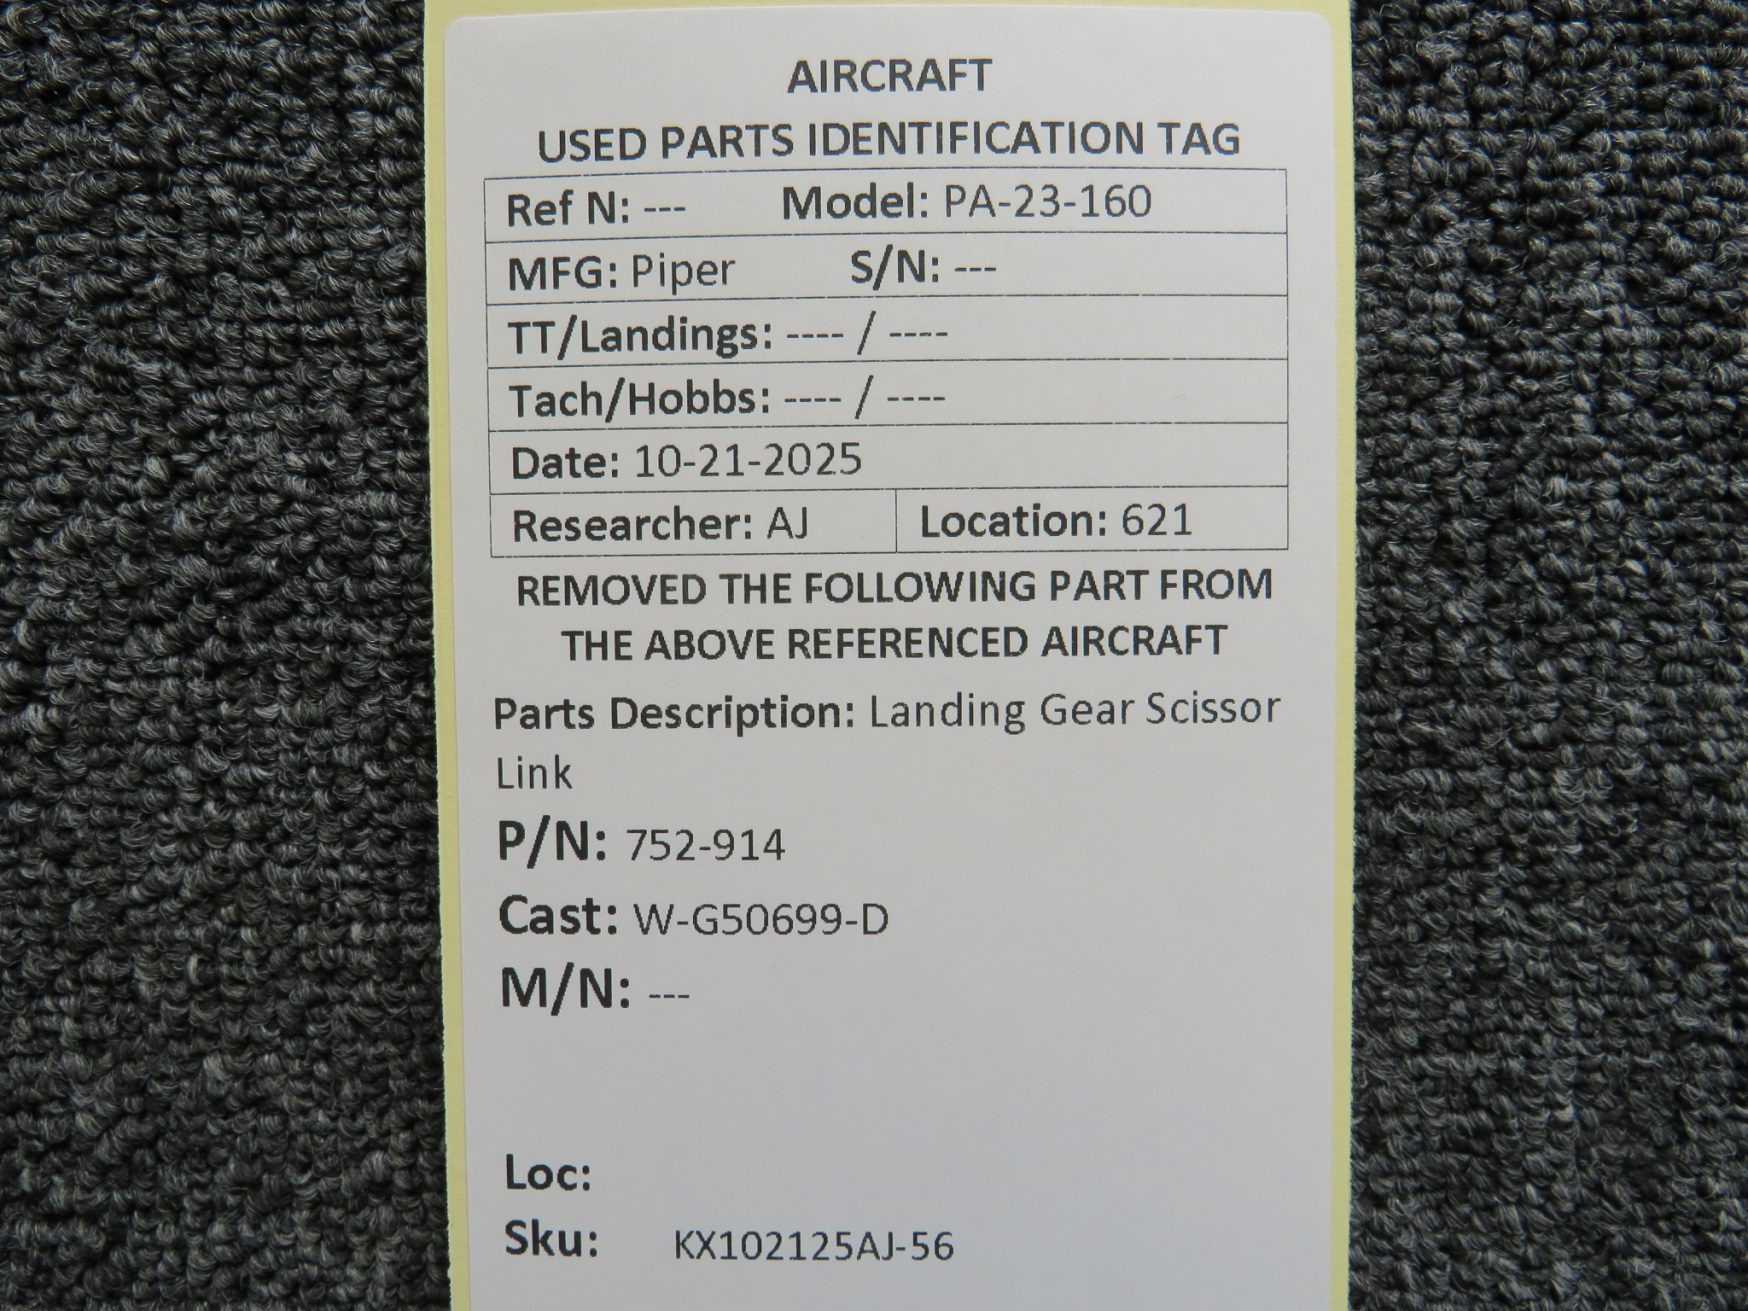 AIRCRAFT
USED PARTS IDENTIFICATION TAG
Ref N: --- Model: PA-23-160
MFG: Piper S/N: ---
TT/Landings: ---- / ----
Tach/Hobbs: ---- / ----
Date: 10-21-2025
Researcher: AJ Location: 621
REMOVED THE FOLLOWING PART FROM
THE ABOVE REFERENCED AIRCRAFT
Parts Description: Landing Gear Scissor
Link
P/N: 752-914
Cast: W-G50699-D
M/N: ---
Loc:
Sku: KX102125AJ-56